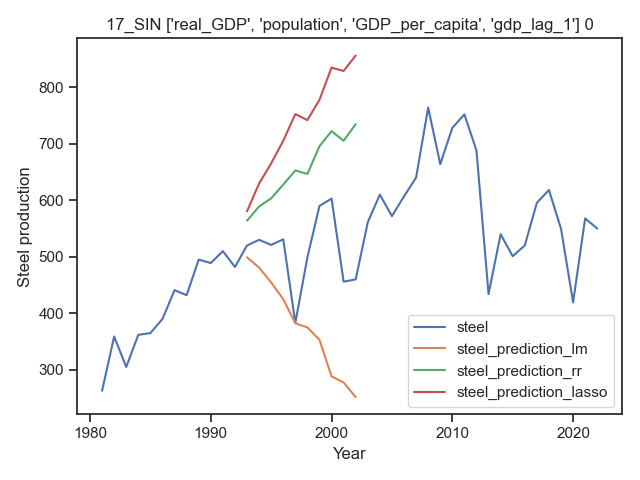 17_SIN ['real_GDP', 'population', 'GDP_per_capita', 'gdp_lag_1'] 0
Steel production
800
700
600
500
400
300
1980
1990
2000
2010
2020
Year
steel
steel_prediction_lm
steel_prediction_rr
steel_prediction_lasso